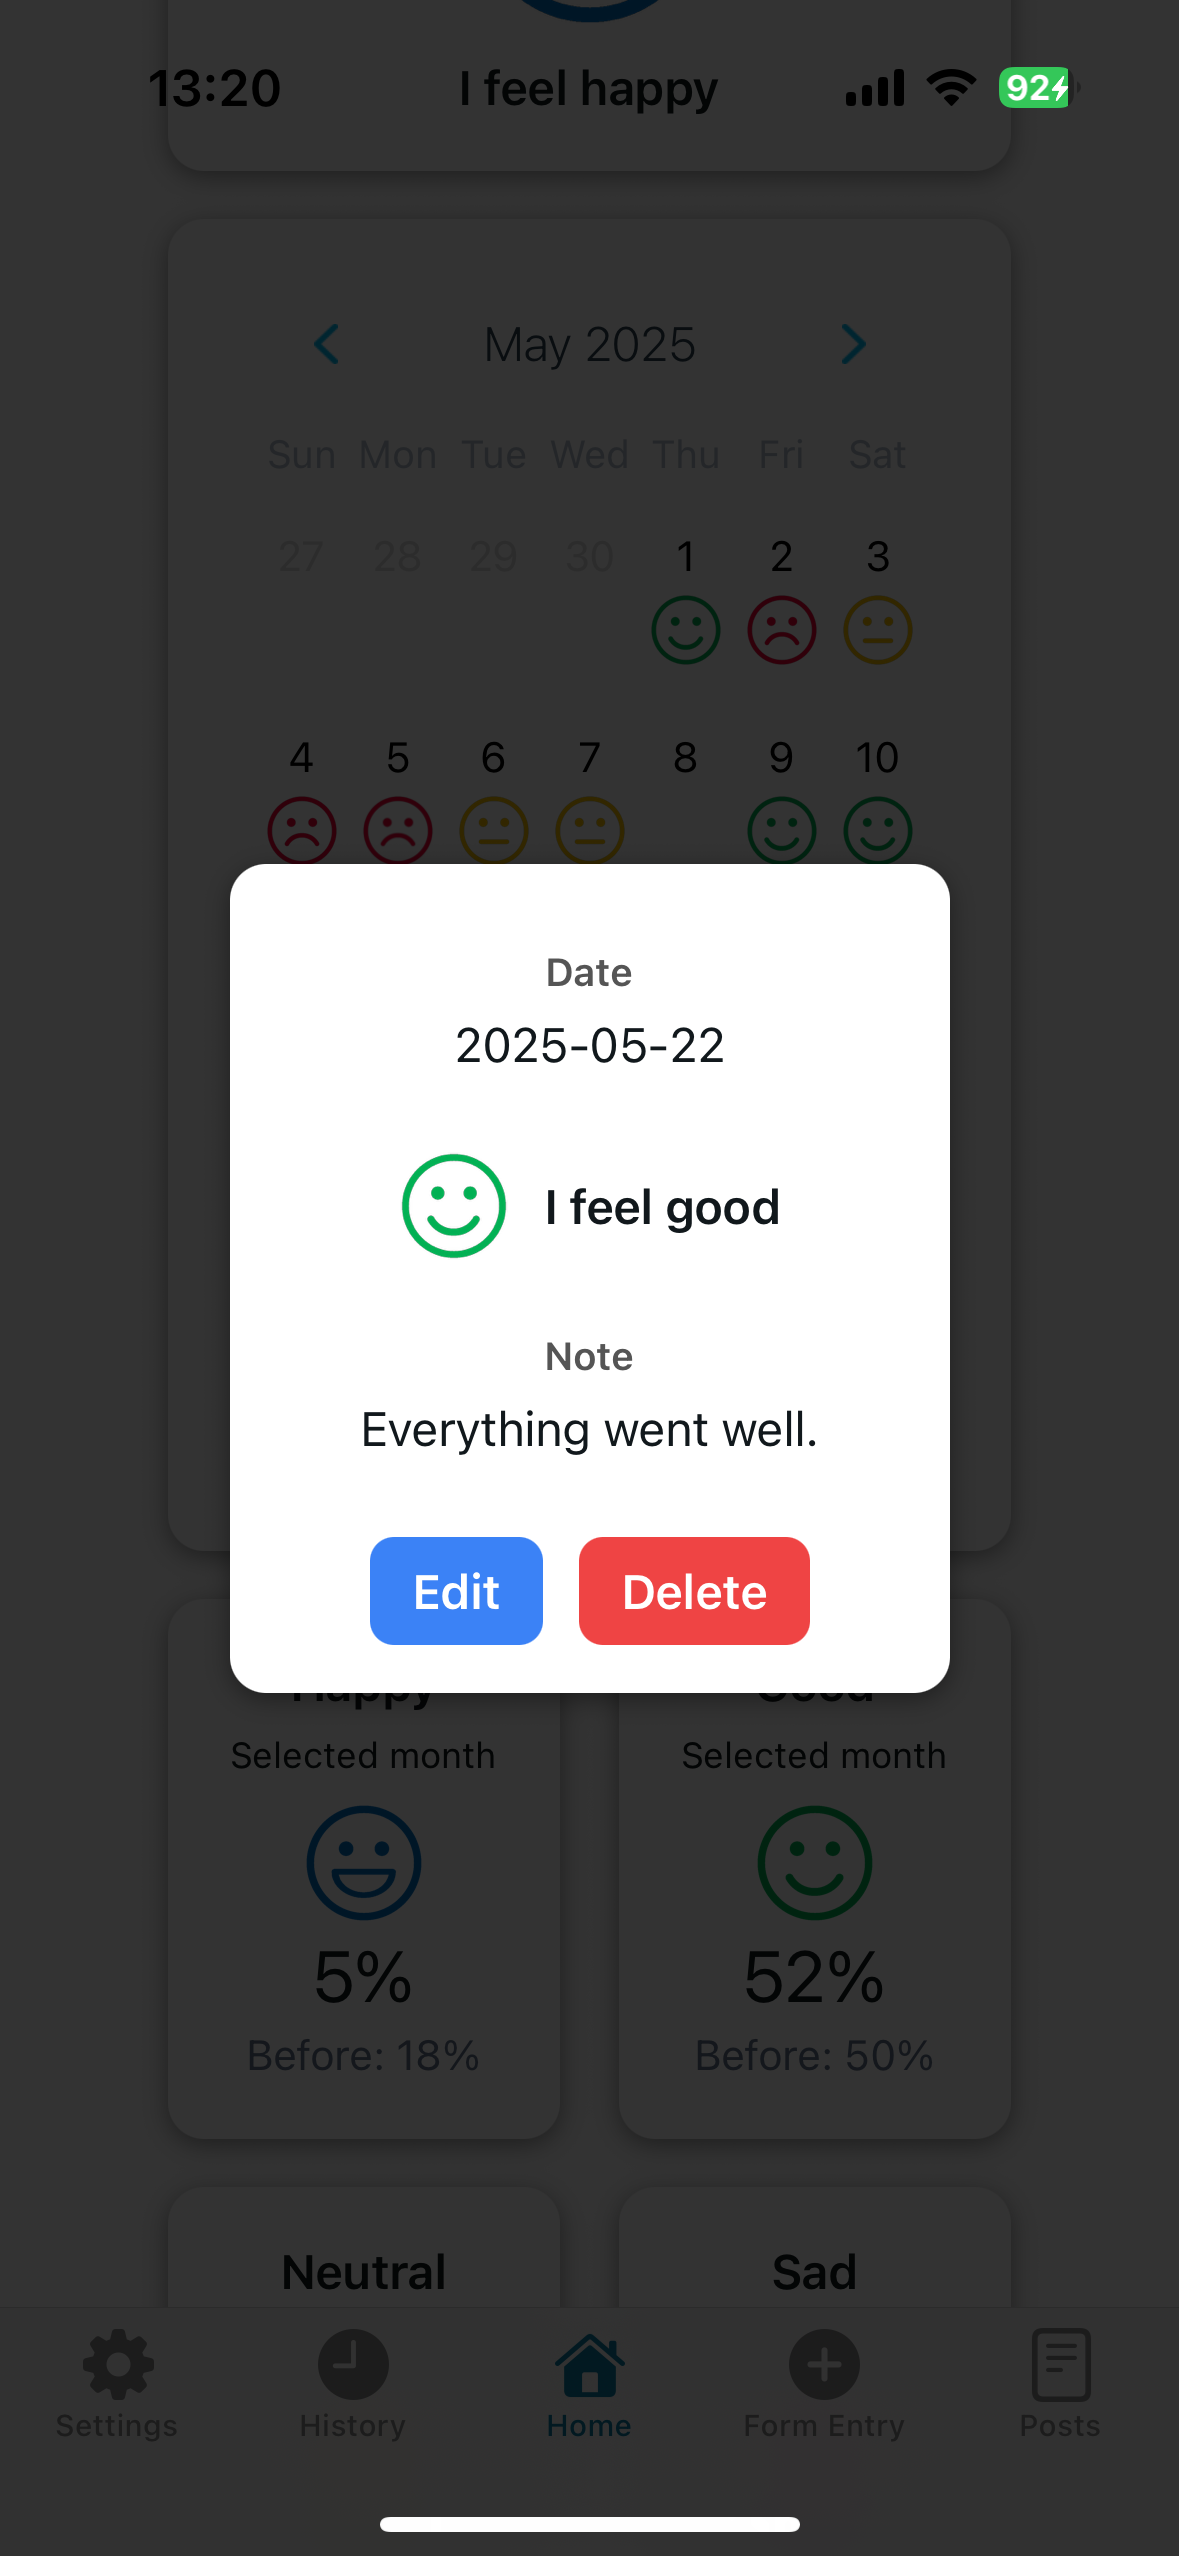 13:20
I feel happy
92
May 2025
Sun Mon Tue Wed Thu Fri Sat
27 28 29 30 1 2 3
4 5 6 7 8 9 10
Date
2025-05-22
I feel good
Note
Everything went well.
Edit Delete
Happy Good
Selected month Selected month
5% 52%
Before: 18% Before: 50%
Neutral Sad
Settings History Home Form Entry Posts